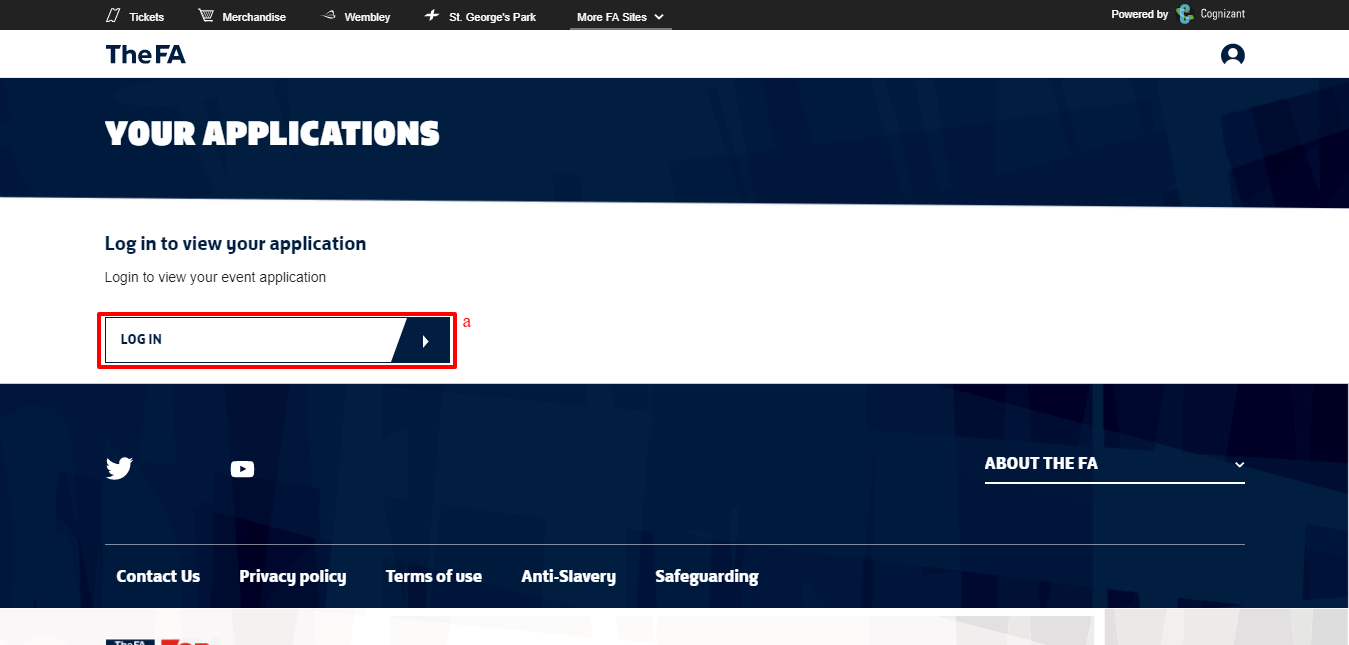 Tickets Merchandise Wembley St. George's Park More FA Sites Powered by Cognizant
TheFA
YOUR APPLICATIONS
Log in to view your application
Login to view your event application
LOG IN
a
ABOUT THE FA
Contact Us Privacy policy Terms of use Anti-Slavery Safeguarding
TheFA